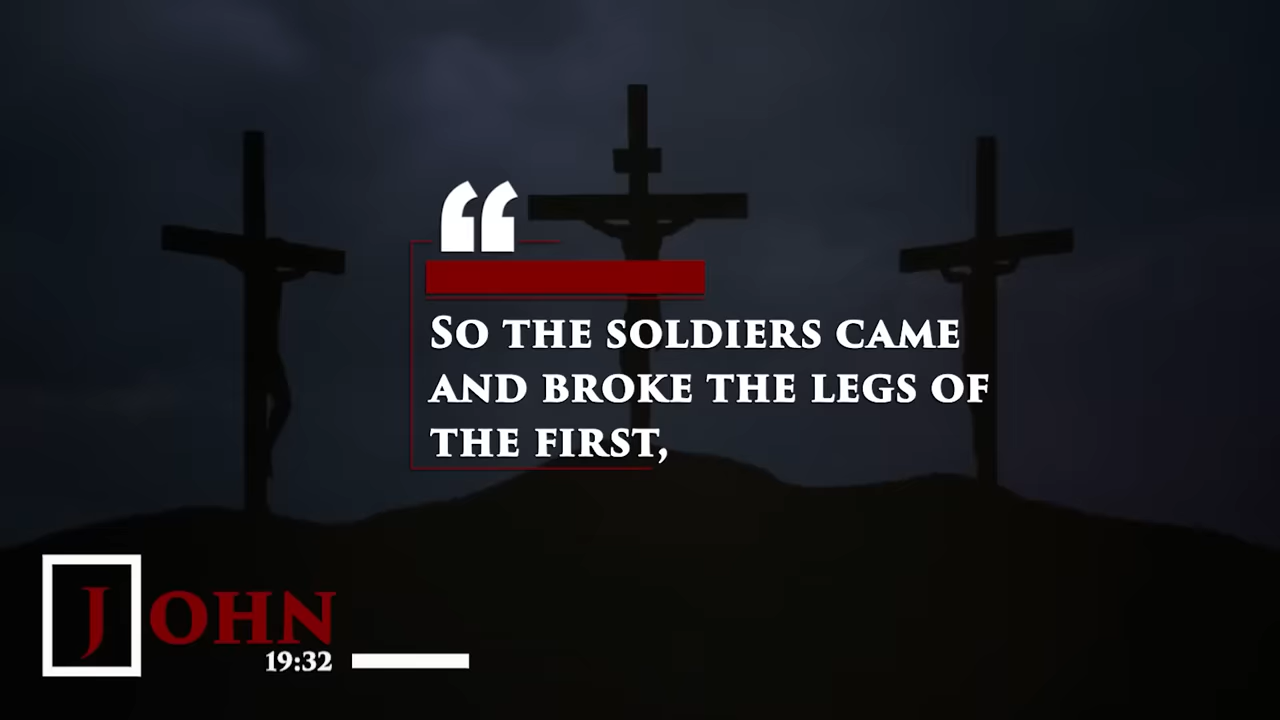 “
So the soldiers came
and broke the legs of
the first,
John
19:32